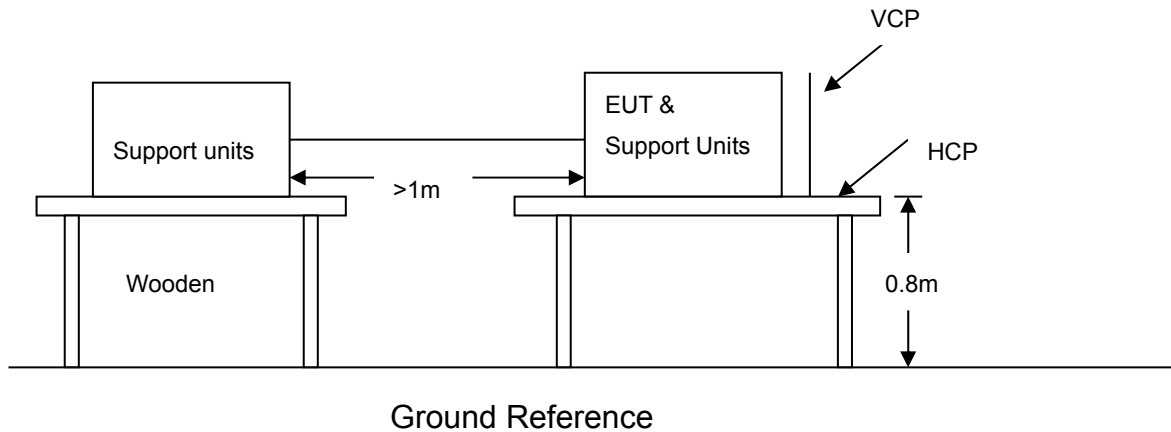 VCP
EUT &
Support Units
Support units
HCP
>1m
Wooden
0.8m
Ground Reference